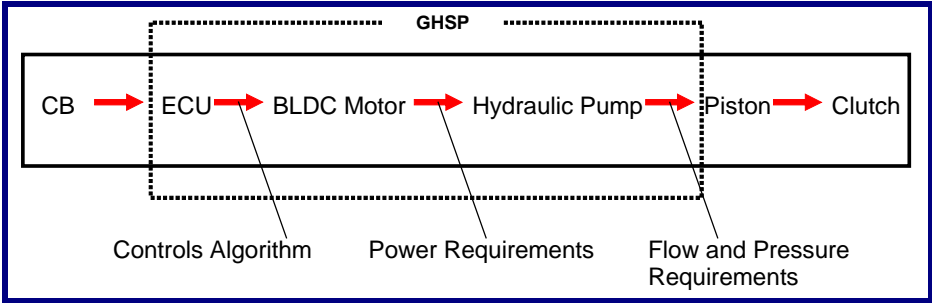 GHSP
CB ECU BLDC Motor Hydraulic Pump Piston Clutch
Controls Algorithm Power Requirements Flow and Pressure
Requirements